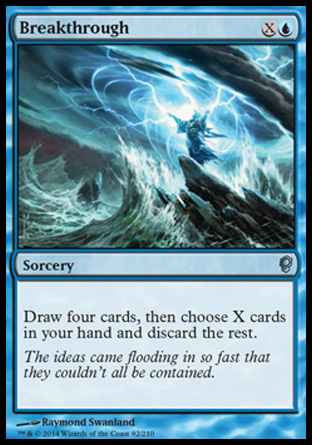 Breakthrough X
Sorcery
Draw four cards, then choose X cards
in your hand and discard the rest.
The ideas came flooding in so fast that
they couldn't all be contained.
Raymond Swanland
™ & © 2014 Wizards of the Coast 92/210